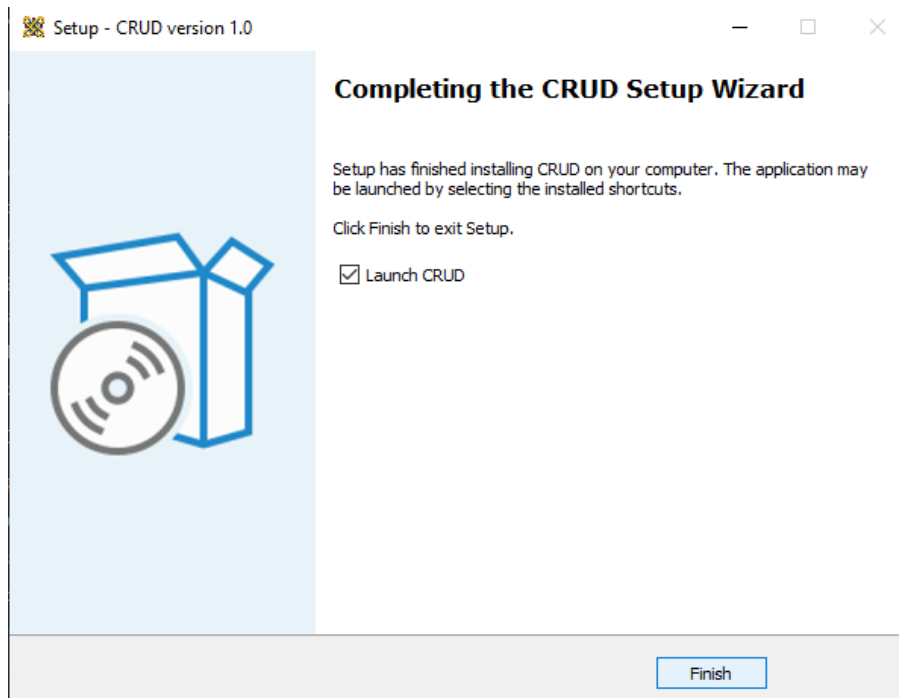 Setup - CRUD version 1.0
Completing the CRUD Setup Wizard
Setup has finished installing CRUD on your computer. The application may
be launched by selecting the installed shortcuts.
Click Finish to exit Setup.
Launch CRUD
Finish